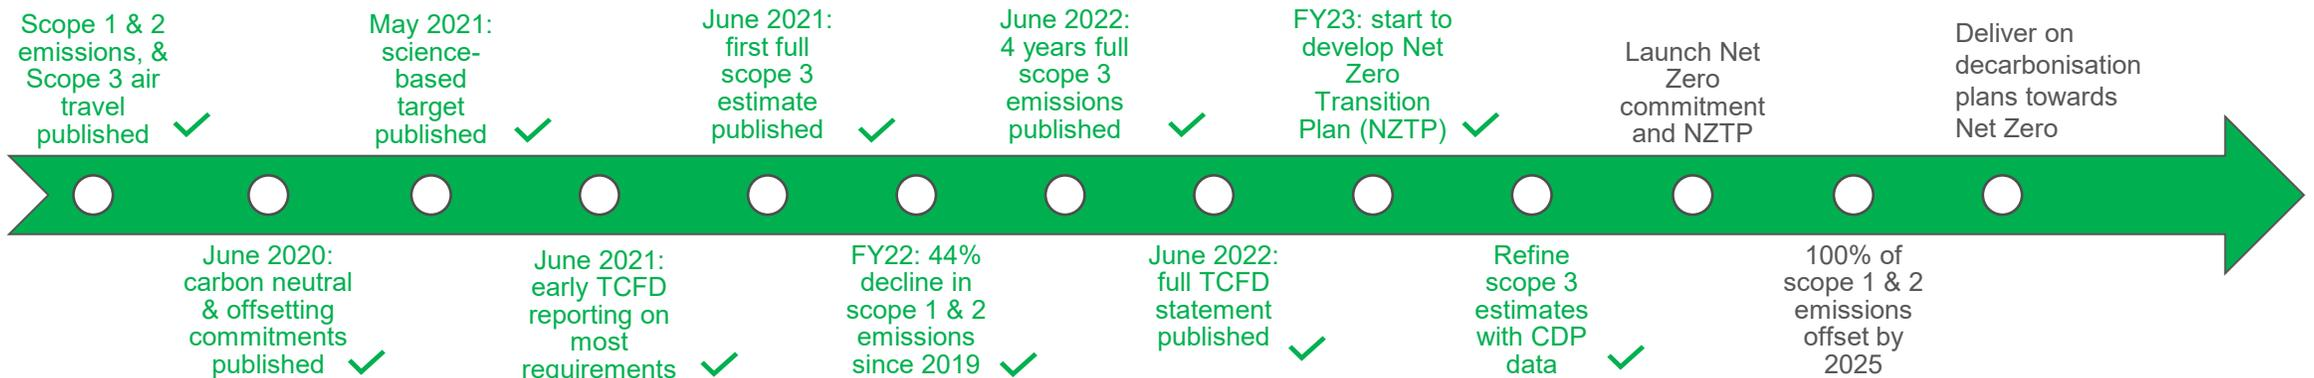 Scope 1 & 2
emissions, &
Scope 3 air
travel
published
June 2020:
carbon neutral
& offsetting
commitments
published
May 2021:
science-
based
target
published
June 2021:
early TCFD
reporting on
most
requirements
June 2021:
first full
scope 3
estimate
published
FY22: 44%
decline in
scope 1 & 2
emissions
since 2019
June 2022:
4 years full
scope 3
emissions
published
June 2022:
full TCFD
statement
published
FY23: start to
develop Net
Zero
Transition
Plan (NZTP)
Refine
scope 3
estimates
with CDP
data
Launch Net
Zero
commitment
and NZTP
100% of
scope 1 & 2
emissions
offset by
2025
Deliver on
decarbonisation
plans towards
Net Zero